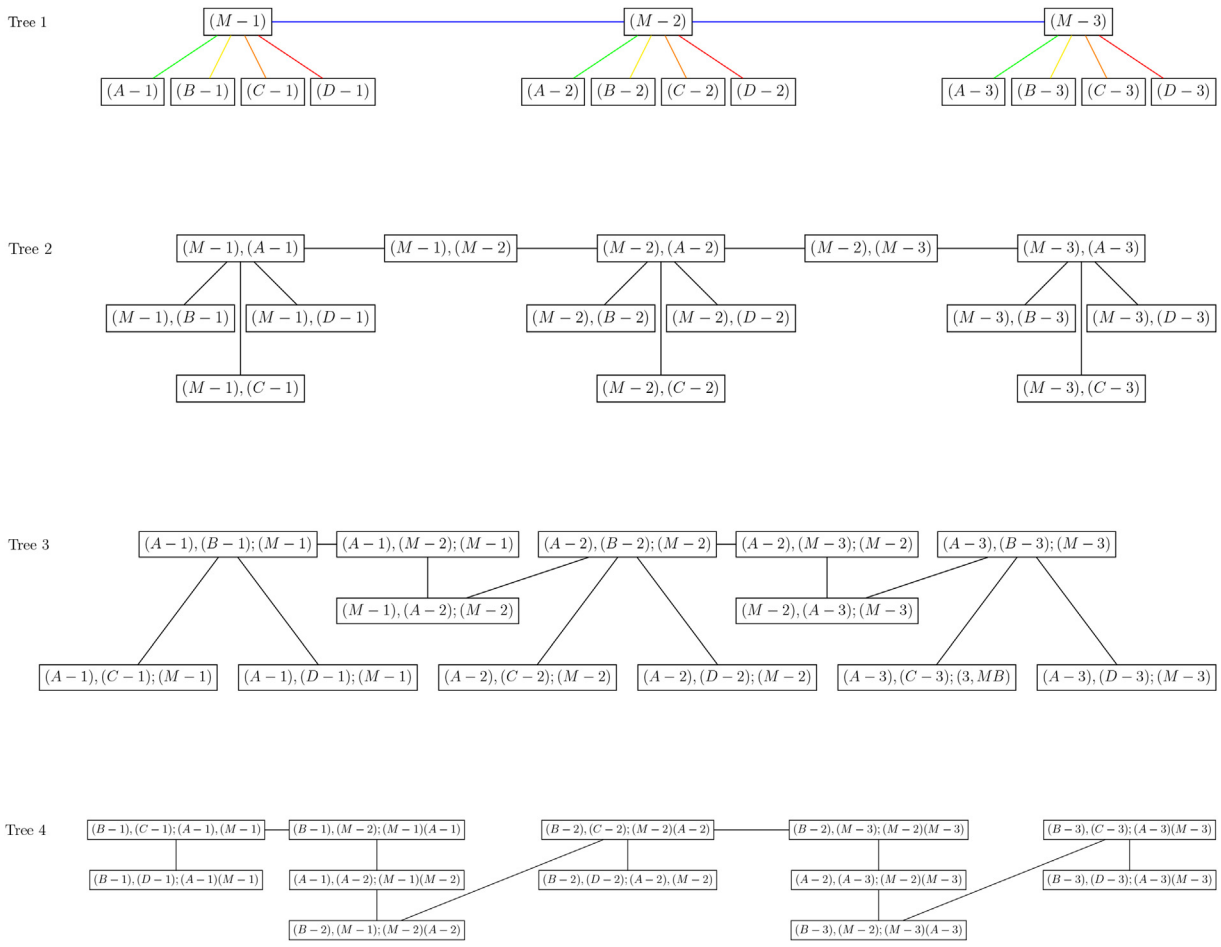 Tree 1 (M − 1) (M − 2) (M − 3)
(A − 1) (B − 1) (C − 1) (D − 1) (A − 2) (B − 2) (C − 2) (D − 2) (A − 3) (B − 3) (C − 3) (D − 3)
Tree 2 (M − 1), (A − 1) (M − 1), (M − 2) (M − 2), (A − 2) (M − 2), (M − 3) (M − 3), (A − 3)
(M − 1), (B − 1) (M − 1), (D − 1) (M − 2), (B − 2) (M − 2), (D − 2) (M − 3), (B − 3) (M − 3), (D − 3)
(M − 1), (C − 1) (M − 2), (C − 2) (M − 3), (C − 3)
Tree 3 (A − 1), (B − 1); (M − 1) (A − 1), (M − 2); (M − 1) (A − 2), (B − 2); (M − 2) (A − 2), (M − 3); (M − 2) (A − 3), (B − 3); (M − 3)
(M − 1), (A − 2); (M − 2) (M − 2), (A − 3); (M − 3)
(A − 1), (C − 1); (M − 1) (A − 1), (D − 1); (M − 1) (A − 2), (C − 2); (M − 2) (A − 2), (D − 2); (M − 2) (A − 3), (C − 3); (3, MB) (A − 3), (D − 3); (M − 3)
Tree 4 (B − 1), (C − 1); (A − 1), (M − 1) (B − 1), (M − 2); (M − 1)(A − 1) (B − 2), (C − 2); (M − 2)(A − 2) (B − 2), (M − 3); (M − 2)(M − 3) (B − 3), (C − 3); (A − 3)(M − 3)
(B − 1), (D − 1); (A − 1)(M − 1) (A − 1), (A − 2); (M − 1)(M − 2) (B − 2), (D − 2); (A − 2), (M − 2) (A − 2), (A − 3); (M − 2)(M − 3) (B − 3), (D − 3); (A − 3)(M − 3)
(B − 2), (M − 1); (M − 2)(A − 2) (B − 3), (M − 2); (M − 3)(A − 3)